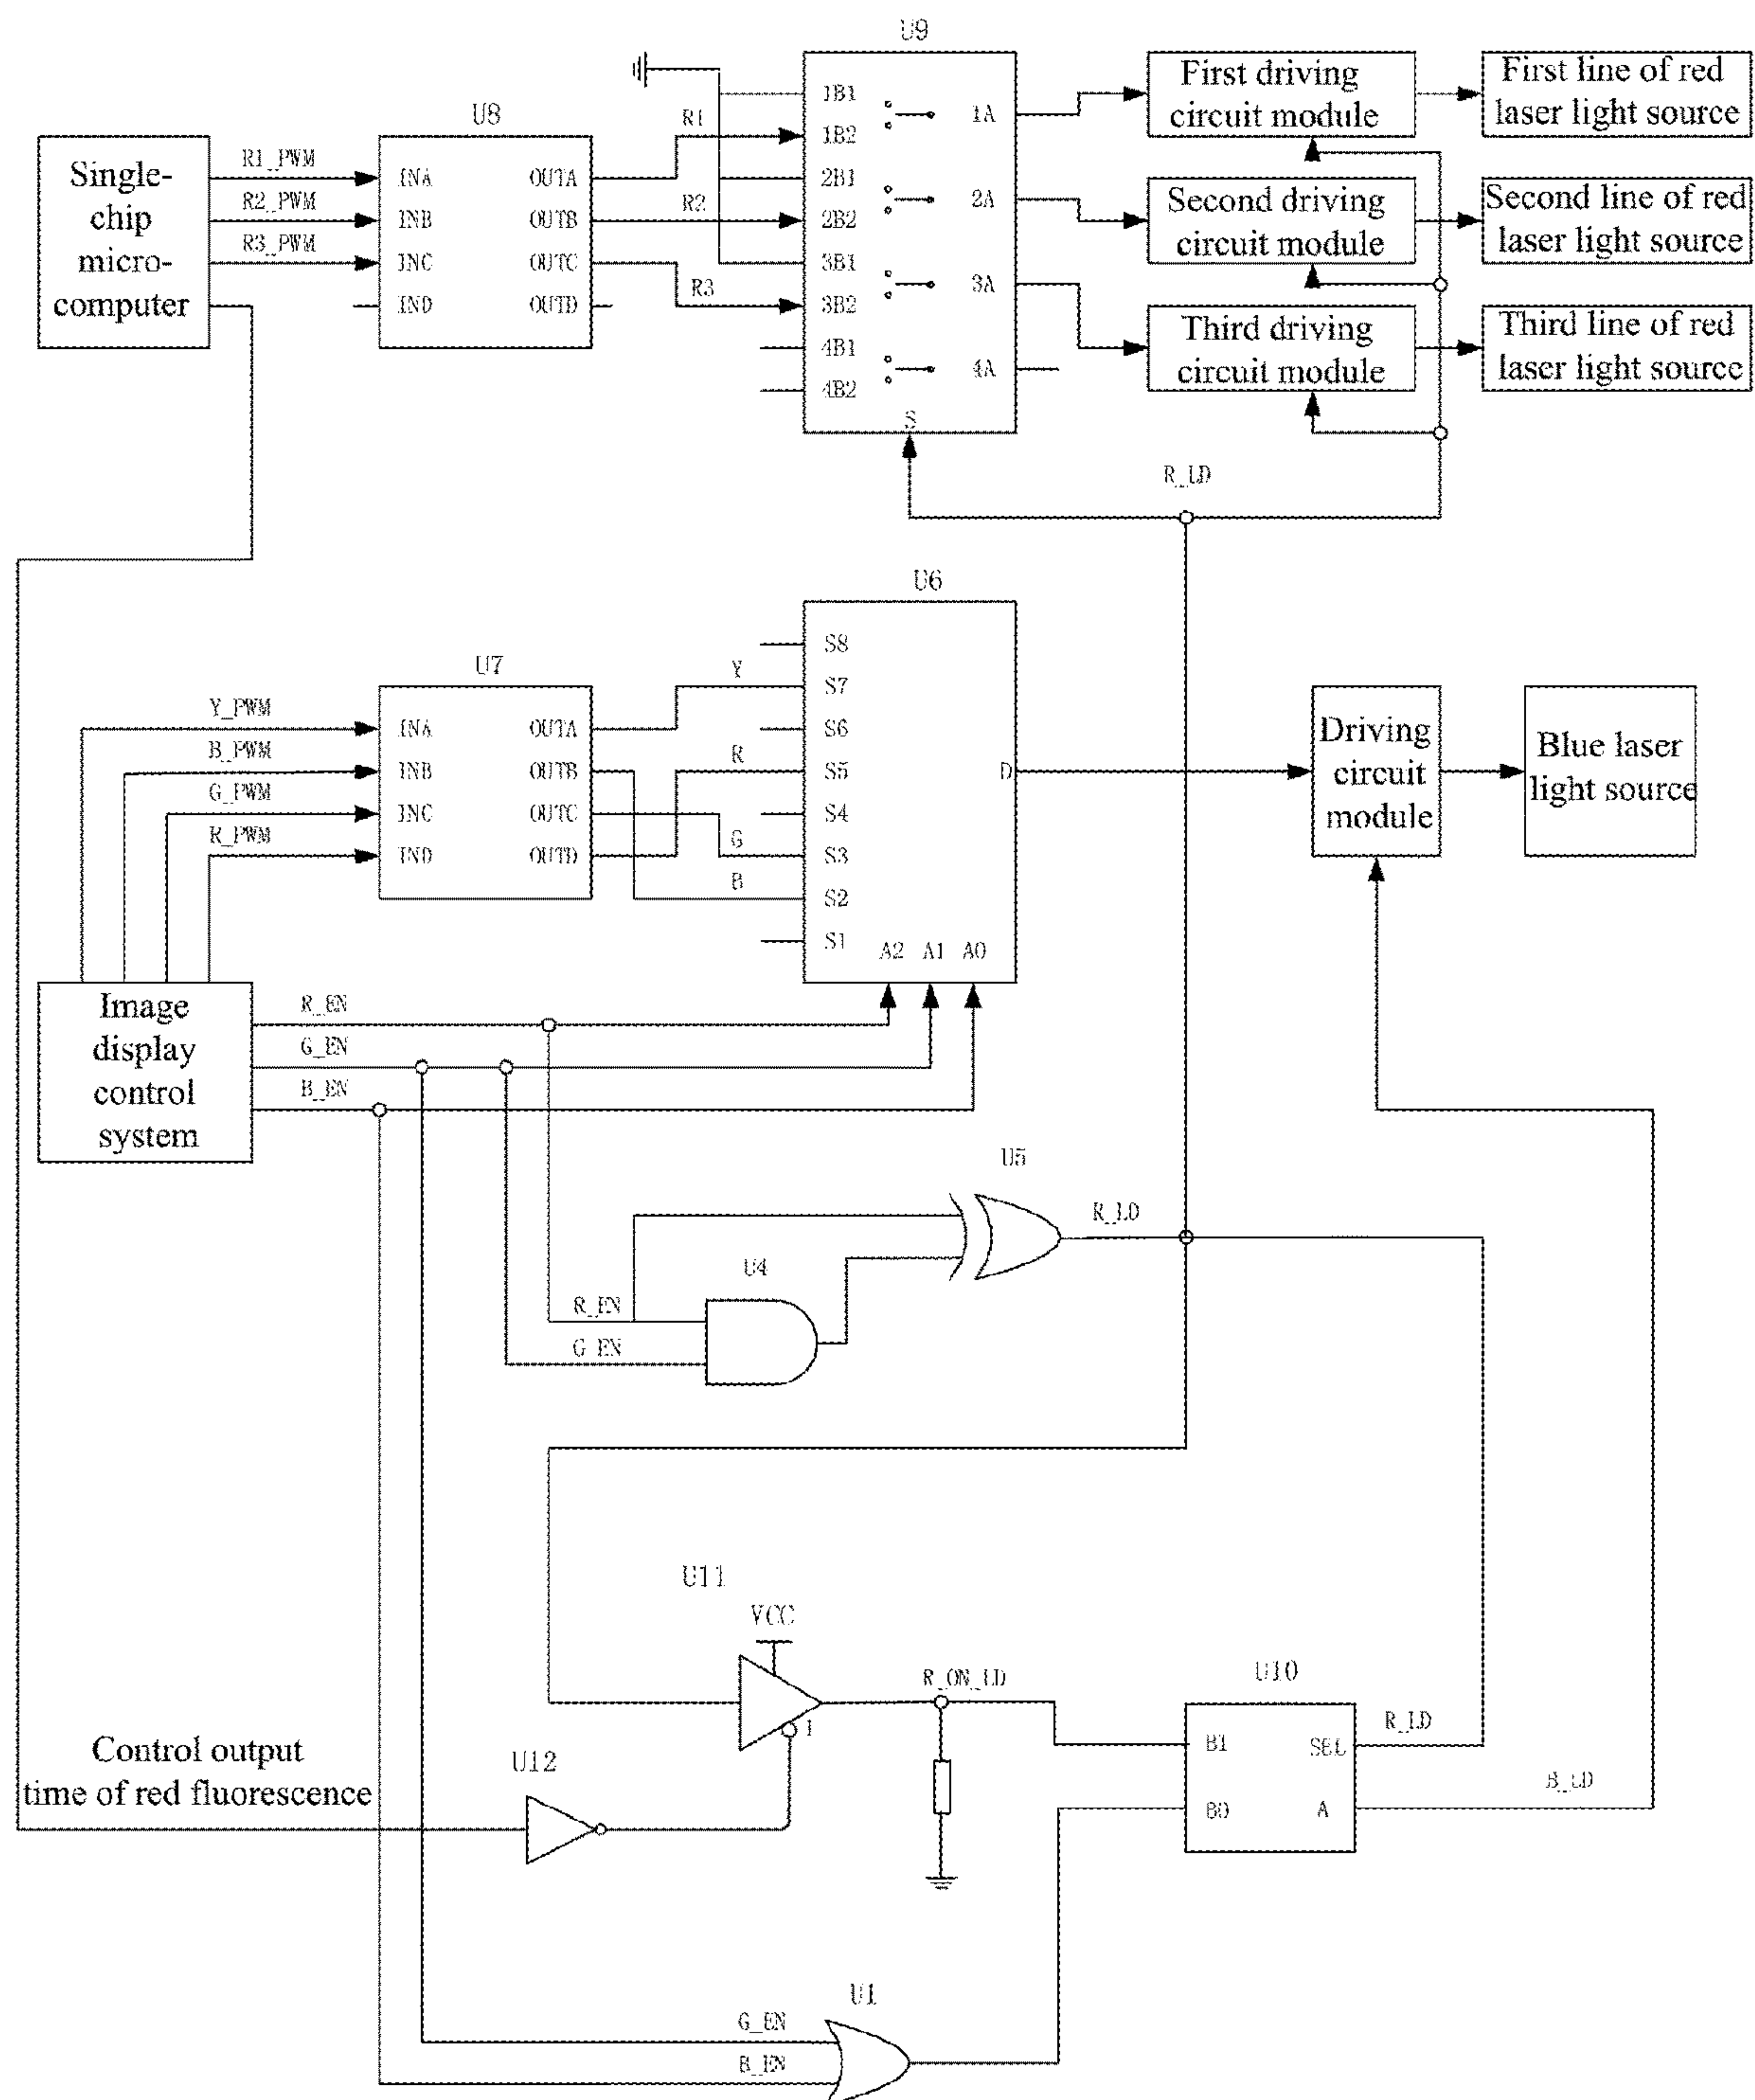 U9
First driving
circuit module
First line of red
laser light source
1B1
1A
1B2
2B1
2A
2B2
3B1
3A
3B2
4B1
4A
4B2
S
Second driving
circuit module
Second line of red
laser light source
Third driving
circuit module
Third line of red
laser light source
U8
Single-
chip
micro-
computer
R1_PWM
R2_PWM
R3_PWM
INA
OUTA
INB
OUTB
INC
OUTC
IND
OUTD
R1
R2
R3
R_LD
U6
S8
S7
S6
S5
S4
S3
S2
S1
D
A2 A1 A0
U7
Y_PWM
B_PWM
G_PWM
R_PWM
INA
OUTA
INB
OUTB
INC
OUTC
IND
OUTD
Y
R
G
B
Driving
circuit
module
Blue laser
light source
Image
display
control
system
R_EN
G_EN
B_EN
U5
R_LD
U4
R_EN
G_EN
U11
VCC
1
R_ON_LD
U10
B1
SEL
B0
A
R_LD
B_LD
Control output
time of red fluorescence
U12
U1
G_EN
B_EN